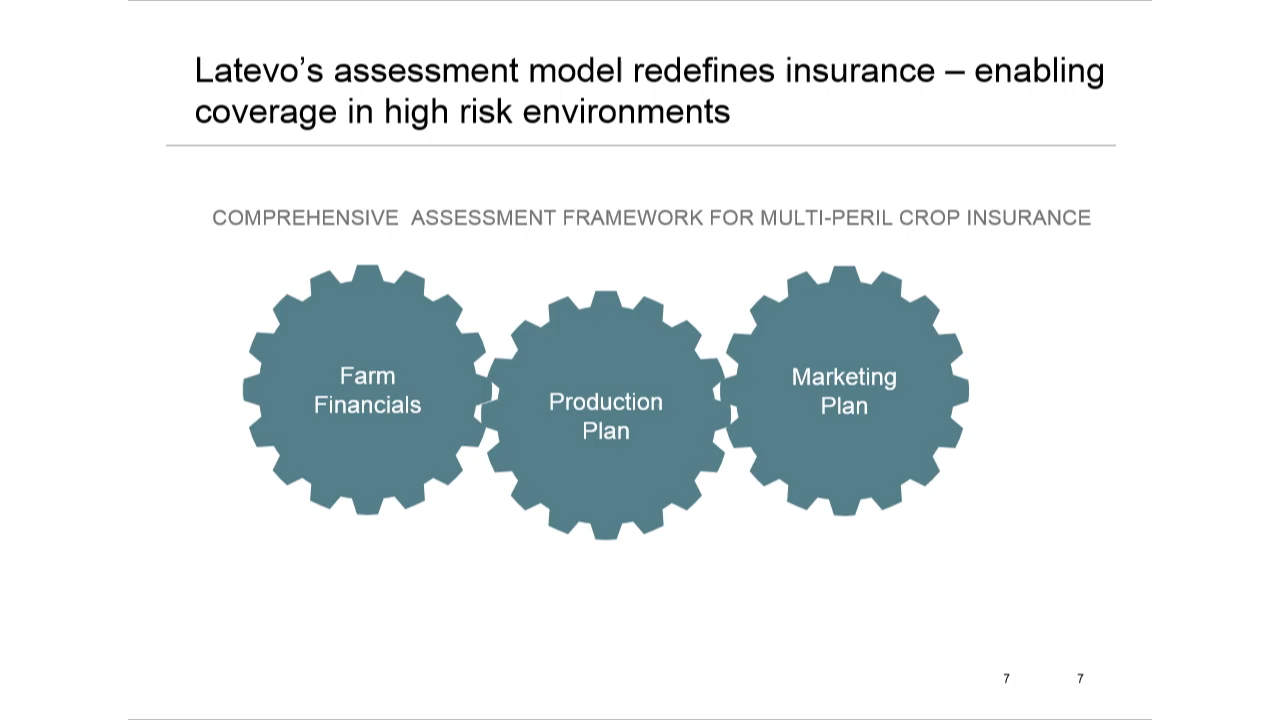 Latevo’s assessment model redefines insurance – enabling
coverage in high risk environments
COMPREHENSIVE  ASSESSMENT FRAMEWORK FOR MULTI-PERIL CROP INSURANCE
Farm
Financials
Production
Plan
Marketing
Plan
7
7